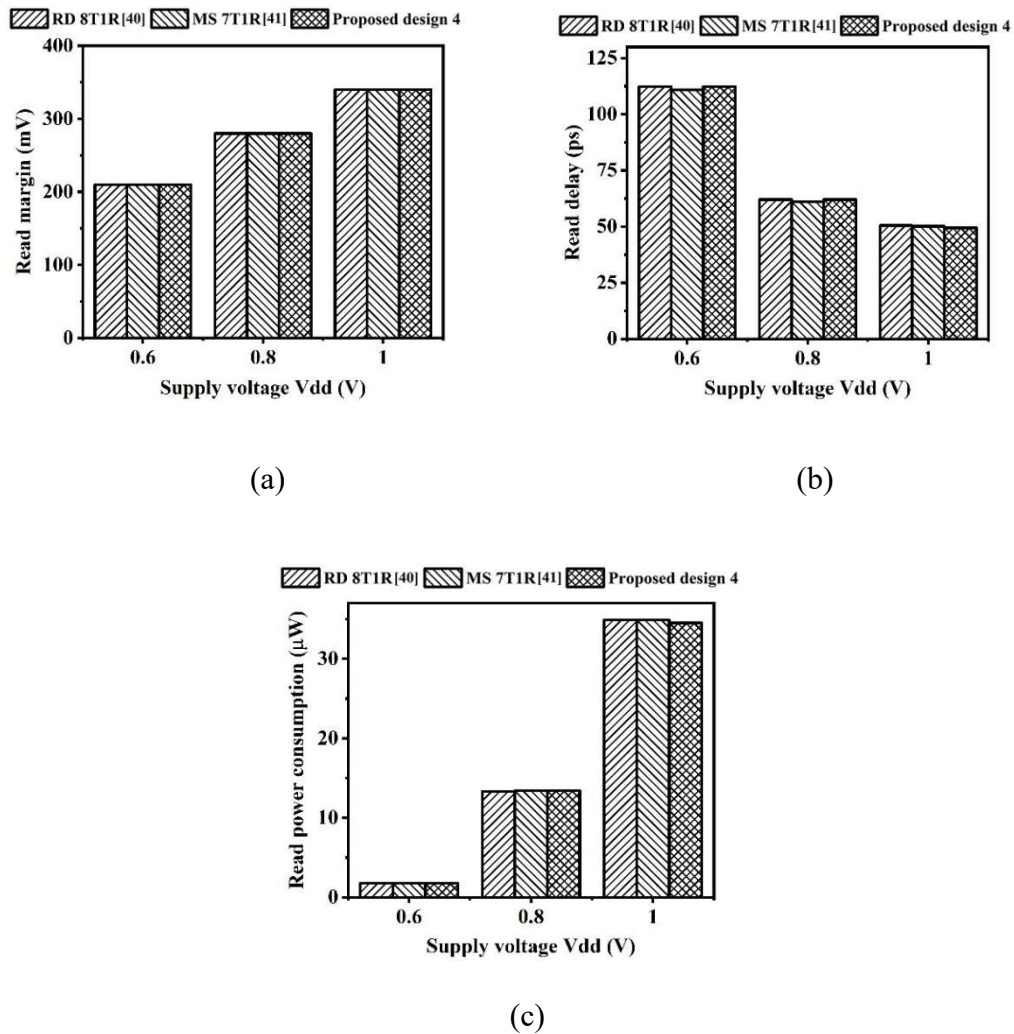 RD 8T1R[40] MS 7T1R[41] Proposed design 4
400
300
200
100
0
Read margin (mV)
0.6 0.8 1
Supply voltage Vdd (V)
(a)
RD 8T1R[40] MS 7T1R[41] Proposed design 4
125
100
75
50
25
0
Read delay (ps)
0.6 0.8 1
Supply voltage Vdd (V)
(b)
RD 8T1R[40] MS 7T1R[41] Proposed design 4
30
20
10
0
Read power consumption (μW)
0.6 0.8 1
Supply voltage Vdd (V)
(c)